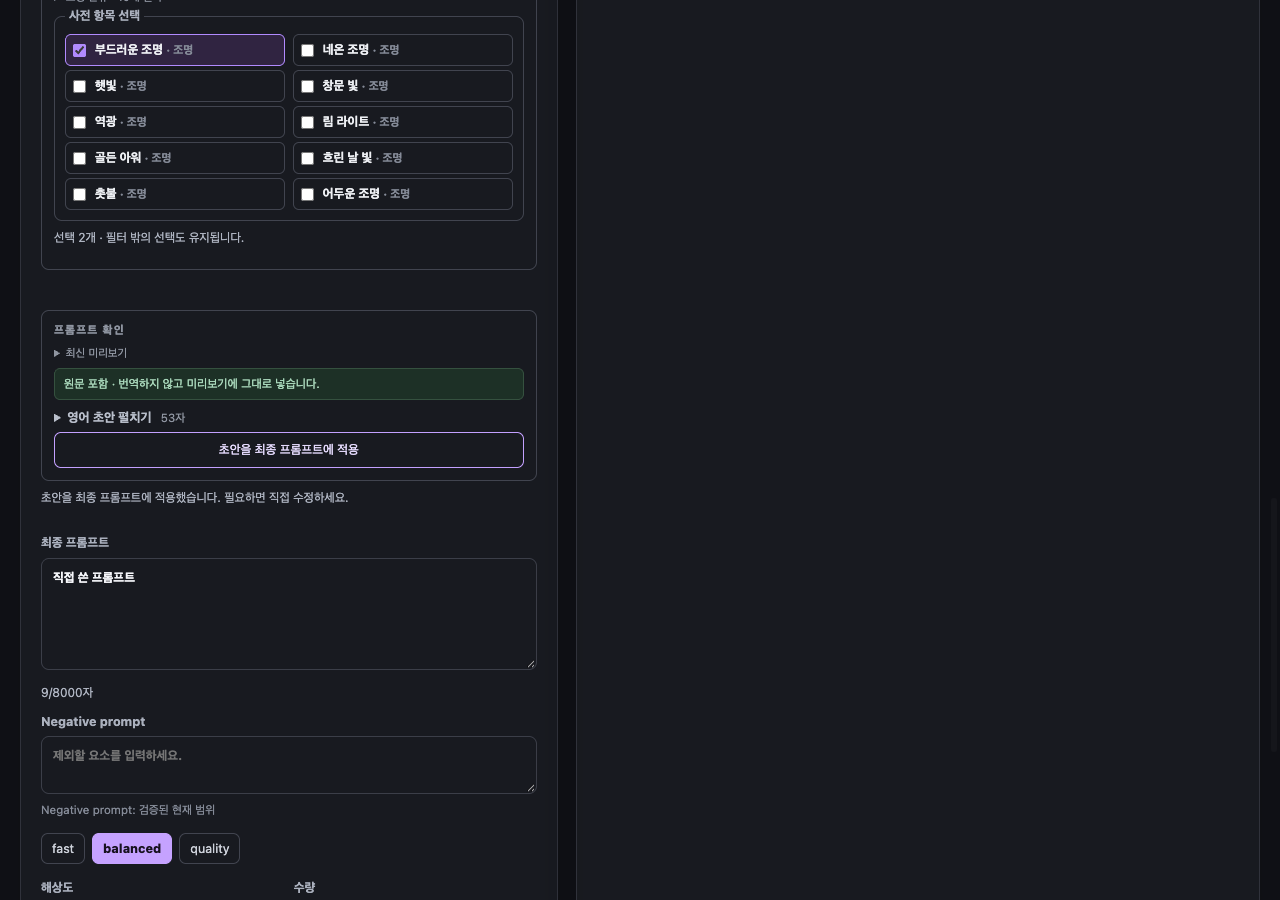 사전 항목 선택
부드러운 조명 · 조명
네온 조명 · 조명
햇빛 · 조명
창문 빛 · 조명
역광 · 조명
림 라이트 · 조명
골든 아워 · 조명
흐린 날 빛 · 조명
촛불 · 조명
어두운 조명 · 조명
선택 2개 · 필터 밖의 선택도 유지됩니다.
프롬프트 확인
최신 미리보기
원문 포함 · 번역하지 않고 미리보기에 그대로 넣습니다.
영어 초안 펼치기 53자
초안을 최종 프롬프트에 적용
초안을 최종 프롬프트에 적용했습니다. 필요하면 직접 수정하세요.
최종 프롬프트
직접 쓴 프롬프트
9/8000자
Negative prompt
제외할 요소를 입력하세요.
Negative prompt: 검증된 현재 범위
fast balanced quality
해상도 수량